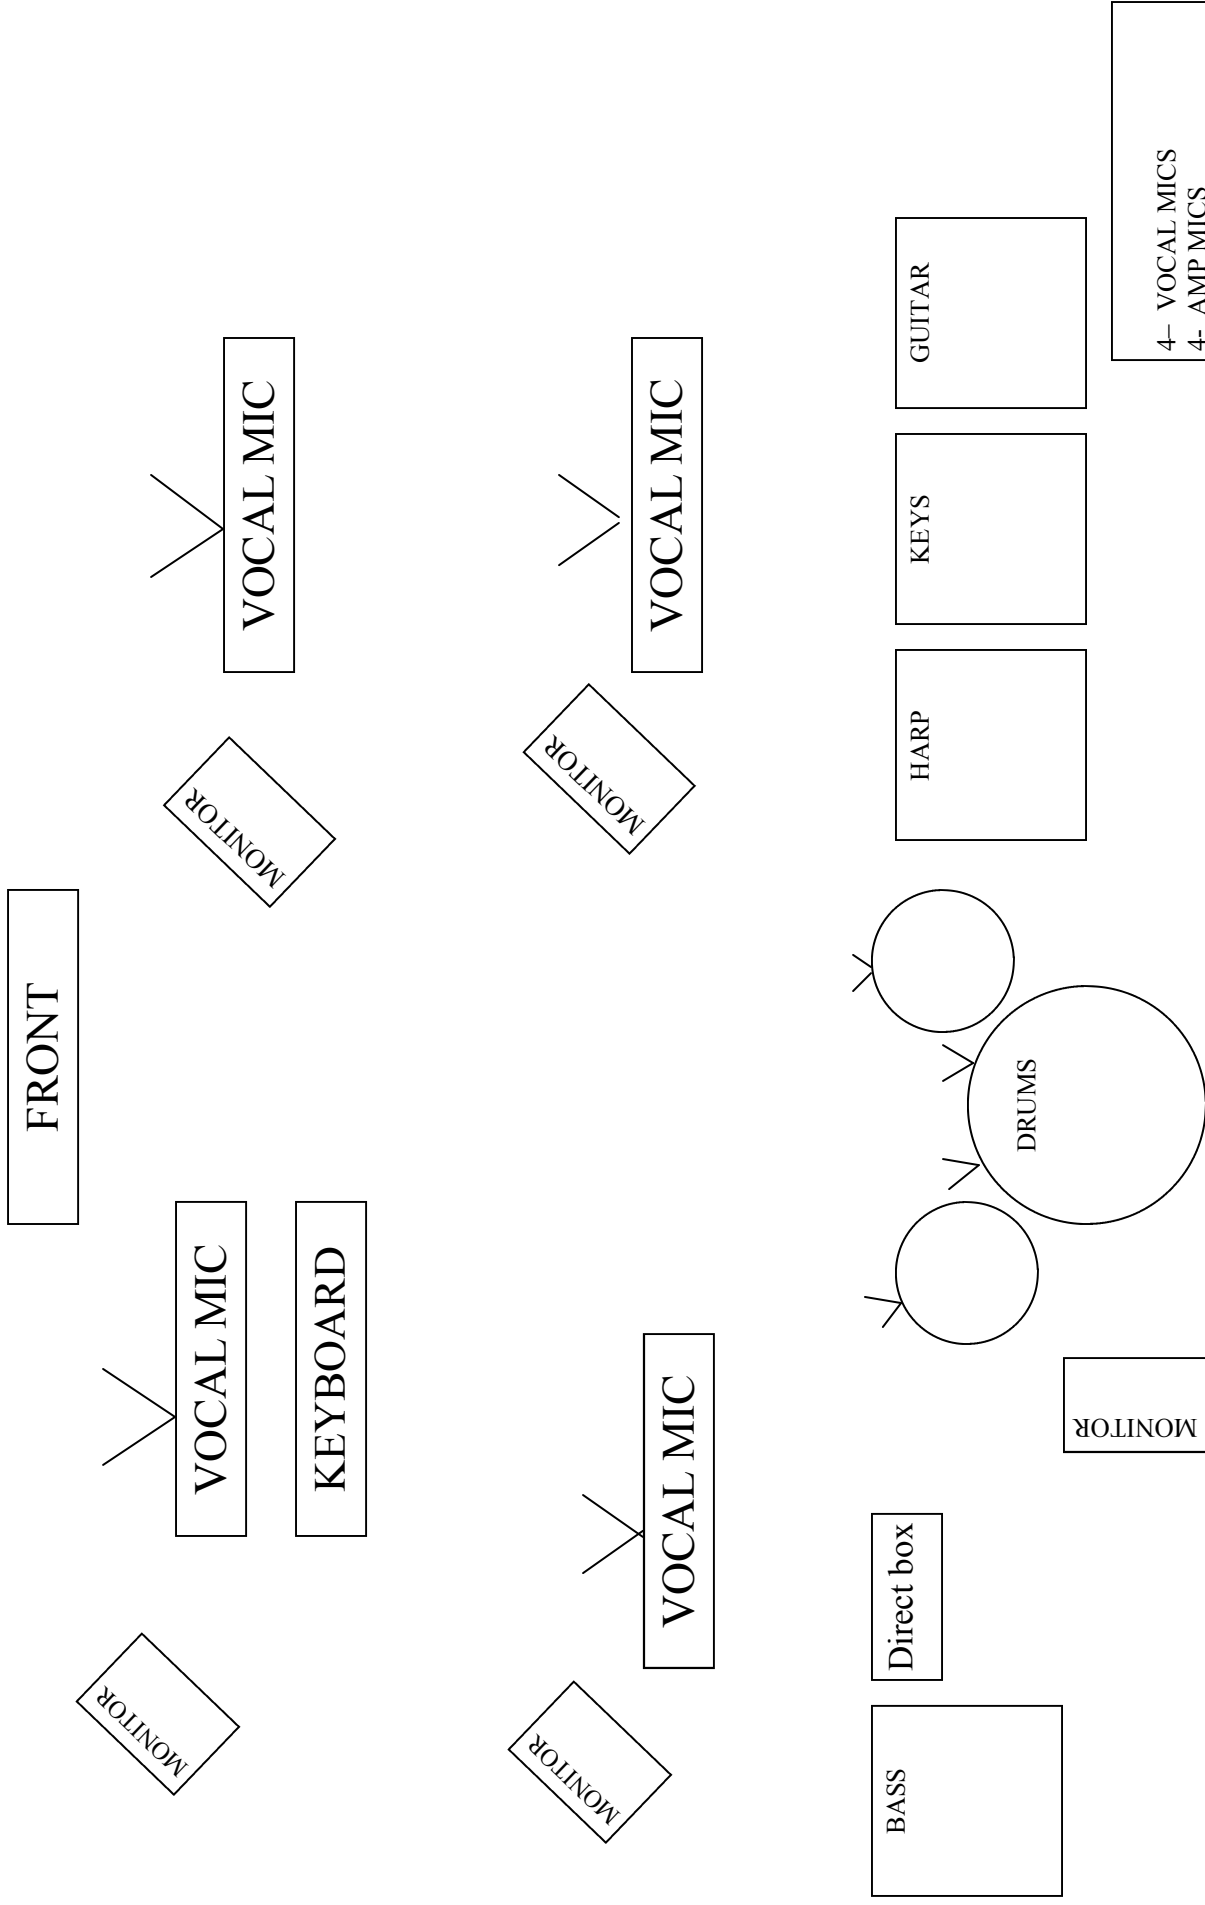 FRONT
MONITOR
VOCAL MIC
KEYBOARD
MONITOR
VOCAL MIC
MONITOR
VOCAL MIC
MONITOR
VOCAL MIC
BASS
Direct box
MONITOR
DRUMS
HARP
KEYS
GUITAR
4– VOCAL MICS
4- AMP MICS